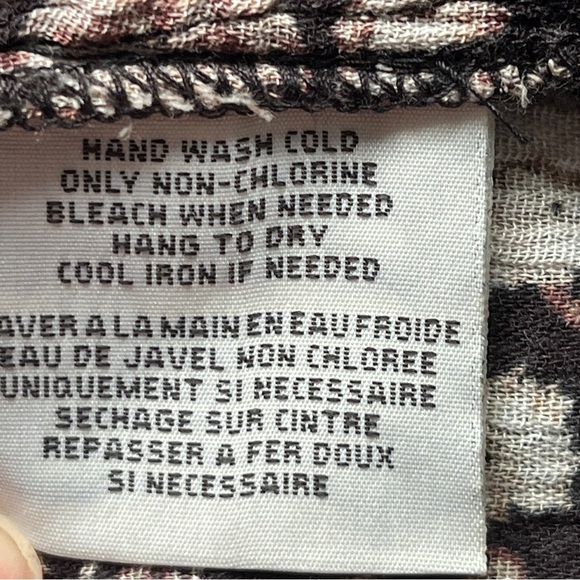 HAND WASH COLD
ONLY NON-CHLORINE
BLEACH WHEN NEEDED
HANG TO DRY
COOL IRON IF NEEDED
AVER A LA MAIN EN EAU FROIDE
EAU DE JAVEL NON CHLOREE
UNIQUEMENT SI NECESSAIRE
SECHAGE SUR CINTRE
REPASSER A FER DOUX
SI NECESSAIRE